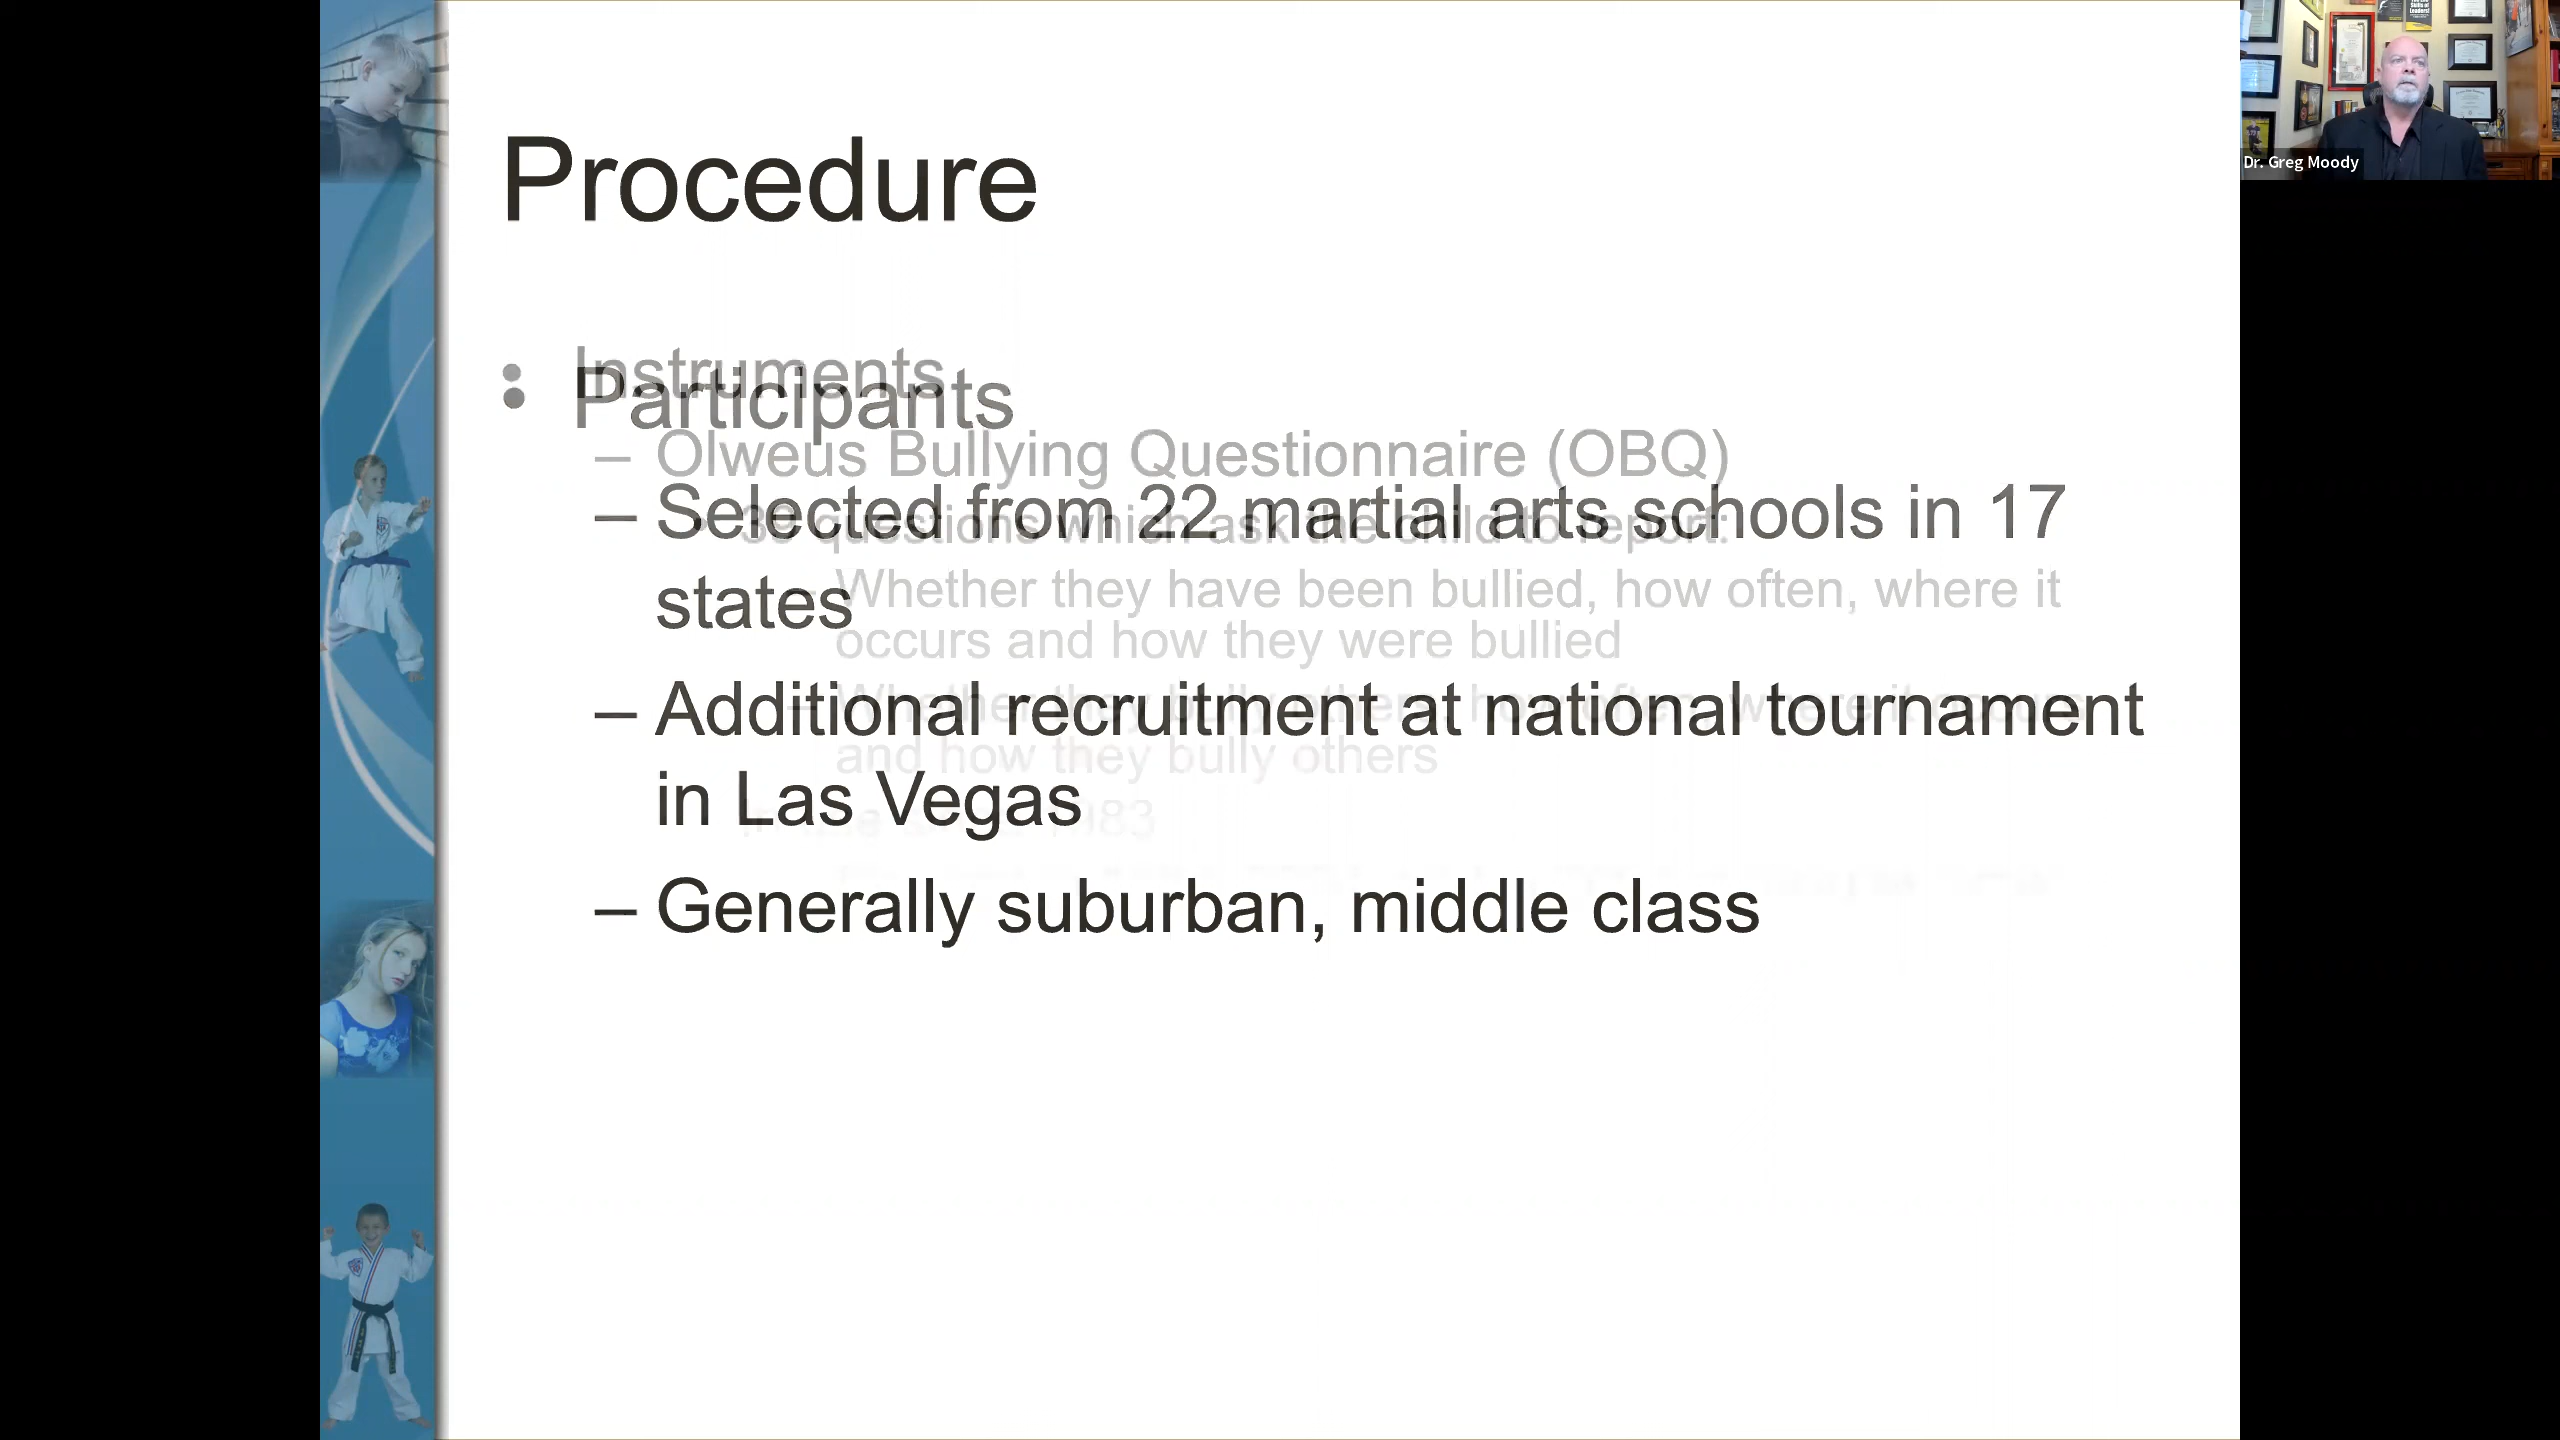 Procedure
• Instruments
• Participants
– Olweus Bullying Questionnaire (OBQ)
– Selected from 22 martial arts schools in 17
questions which ask the child to report:
states
Whether they have been bullied, how often, where it
occurs and how they were bullied
– Additional recruitment at national tournament
– Whether they bully others, how often, where it occurs
and how they bully others
in Las Vegas
1983
– Generally suburban, middle class
Dr. Greg Moody